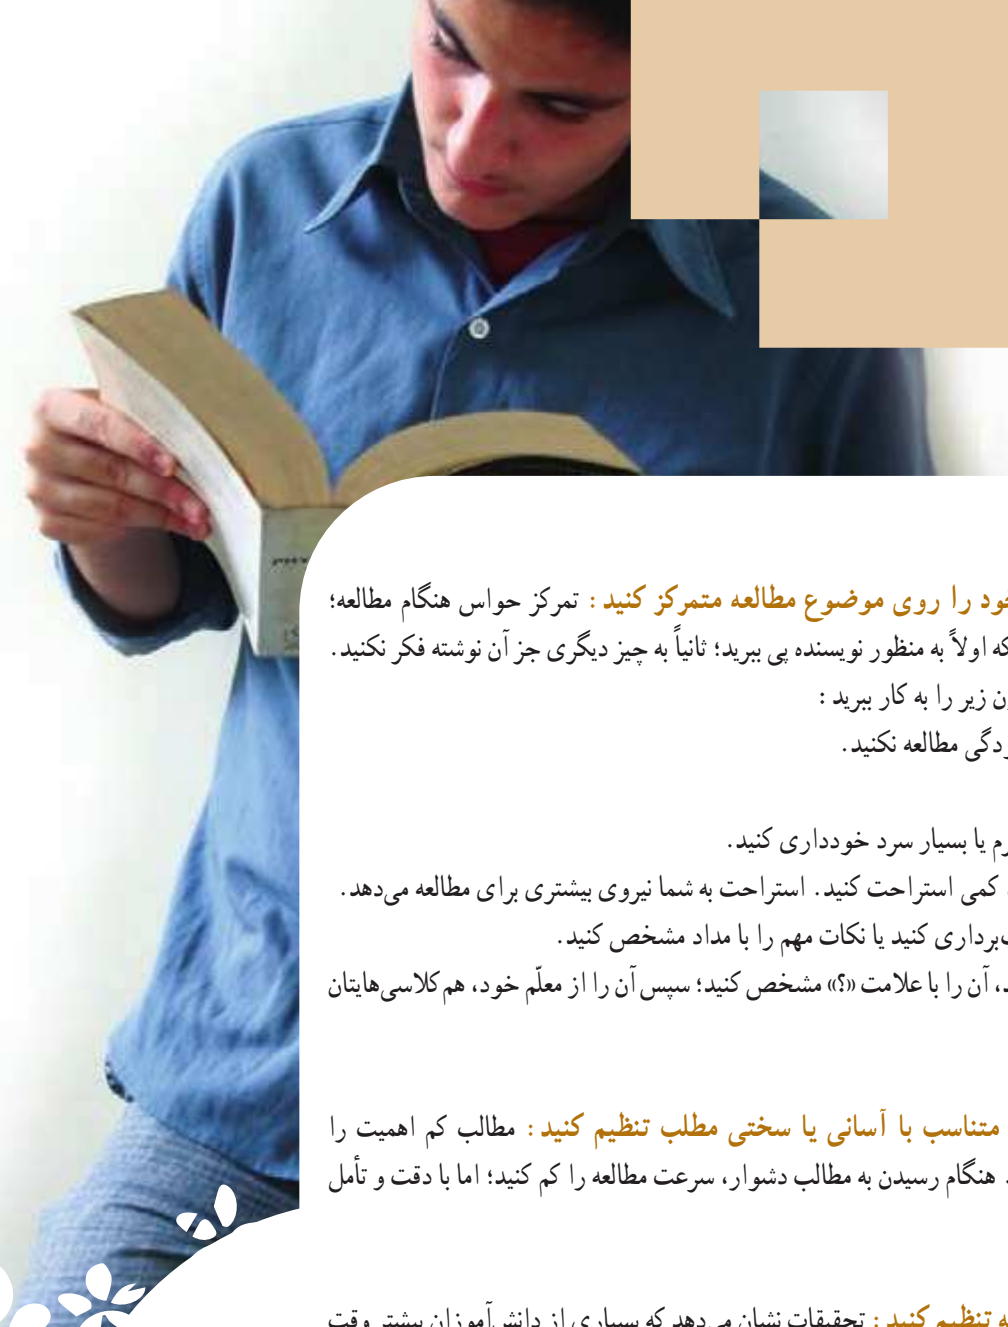 خود را روی موضوع مطالعه متمرکز کنید : تمرکز حواس هنگام مطالعه؛
که اولاً به منظور نویسنده پی ببرید؛ ثانیاً به چیز دیگری جز آن نوشته فکر نکنید.
زیر را به کار ببرید :
مطالعه نکنید.
یا بسیار سرد خودداری کنید.
کمی استراحت کنید. استراحت به شما نیروی بیشتری برای مطالعه می‌دهد.
برداری کنید یا نکات مهم را با مداد مشخص کنید.
آن را با علامت «؟» مشخص کنید؛ سپس آن را از معلّم خود، هم‌کلاسی‌هایتان
متناسب با آسانی یا سختی مطلب تنظیم کنید : مطالب کم اهمیت را
هنگام رسیدن به مطالب دشوار، سرعت مطالعه را کم کنید؛ اما با دقت و تأمل
تنظیم کنید : تحقیقات نشان می‌دهد که بسیاری از دانش‌آموزان بیشتر وقت